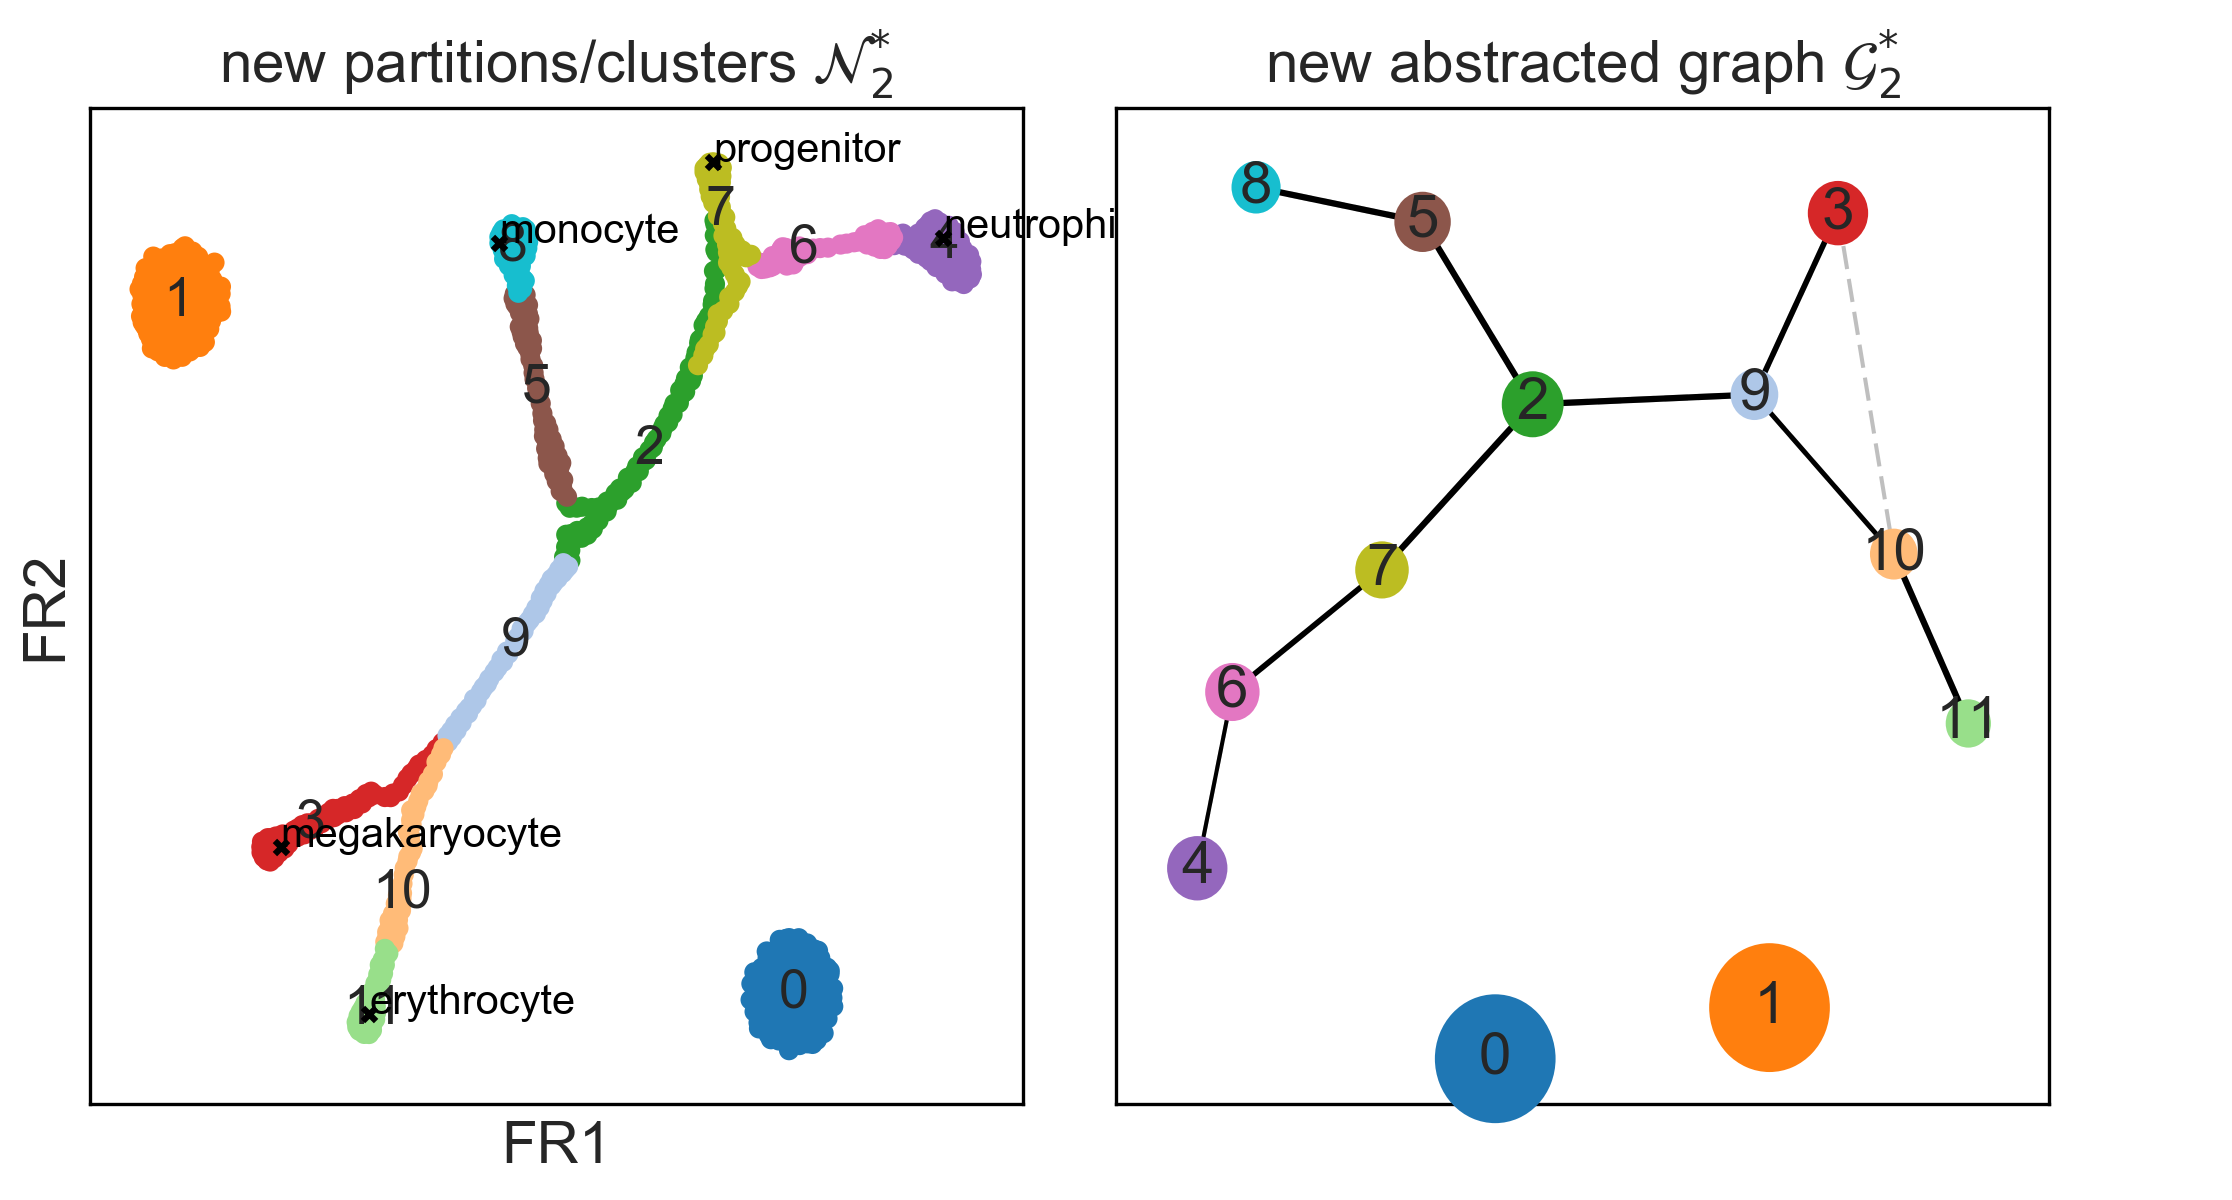 new partitions/clusters 𝒩₂*
new abstracted graph 𝒢₂*
progenitor
7
monocyte
8
neutrophi
4
6
1
5
2
9
3
megakaryocyte
10
11
erythrocyte
0
FR2
FR1
8
5
3
2
9
7
10
6
11
4
1
0